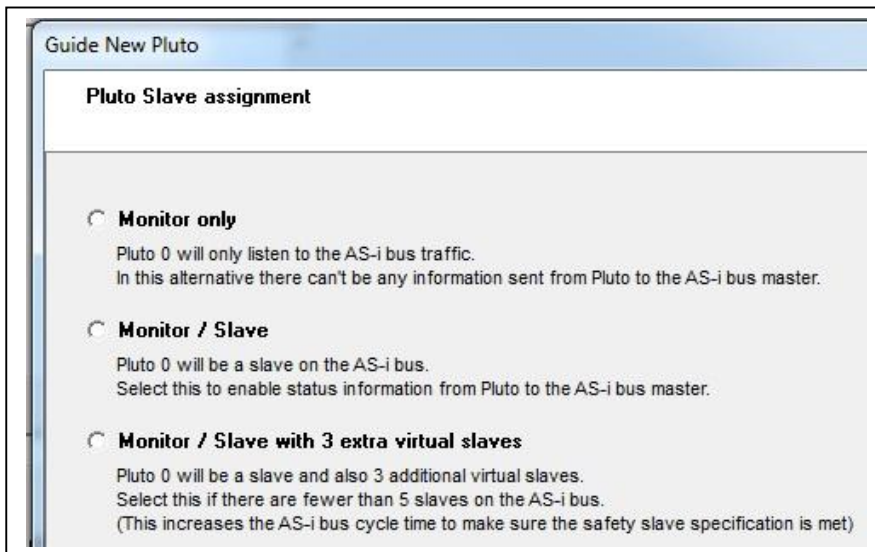 Guide New Pluto
Pluto Slave assignment
Monitor only
Pluto 0 will only listen to the AS-i bus traffic.
In this alternative there can't be any information sent from Pluto to the AS-i bus master.
Monitor / Slave
Pluto 0 will be a slave on the AS-i bus.
Select this to enable status information from Pluto to the AS-i bus master.
Monitor / Slave with 3 extra virtual slaves
Pluto 0 will be a slave and also 3 additional virtual slaves.
Select this if there are fewer than 5 slaves on the AS-i bus.
(This increases the AS-i bus cycle time to make sure the safety slave specification is met)